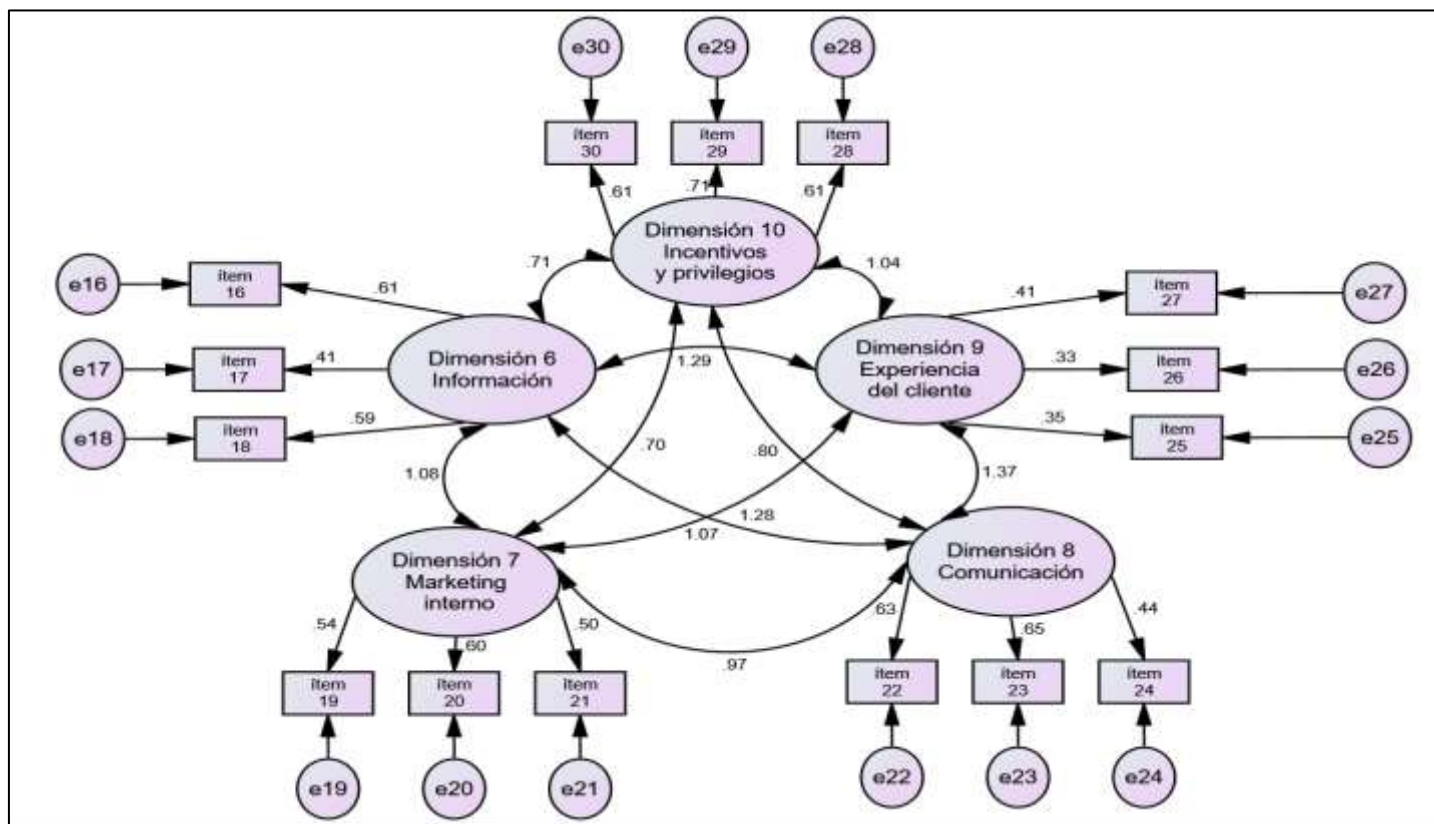 e30
e29
e28
ítem
30
ítem
29
ítem
28
.61
.71
.61
Dimensión 10
Incentivos
y privilegios
.71
1.04
e16
ítem
16
.61
.41
ítem
27
e27
e17
ítem
17
.41
Dimensión 6
Información
1.29
Dimensión 9
Experiencia
del cliente
.33
ítem
26
e26
e18
ítem
18
.59
.35
ítem
25
e25
1.08
.70
.80
1.37
1.28
1.07
Dimensión 7
Marketing
interno
Dimensión 8
Comunicación
.54
.60
.50
.97
.63
.65
.44
ítem
19
ítem
20
ítem
21
ítem
22
ítem
23
ítem
24
e19
e20
e21
e22
e23
e24